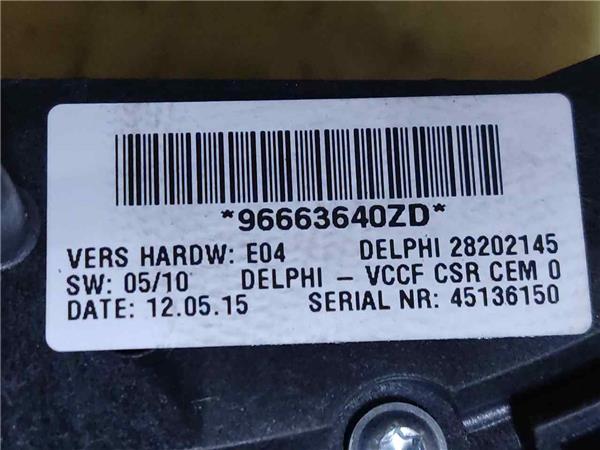 *96663640ZD*
VERS HARDW: E04 DELPHI 28202145
SW: 05/10 DELPHI - VCCF CSR CEM 0
DATE: 12.05.15 SERIAL NR: 45136150